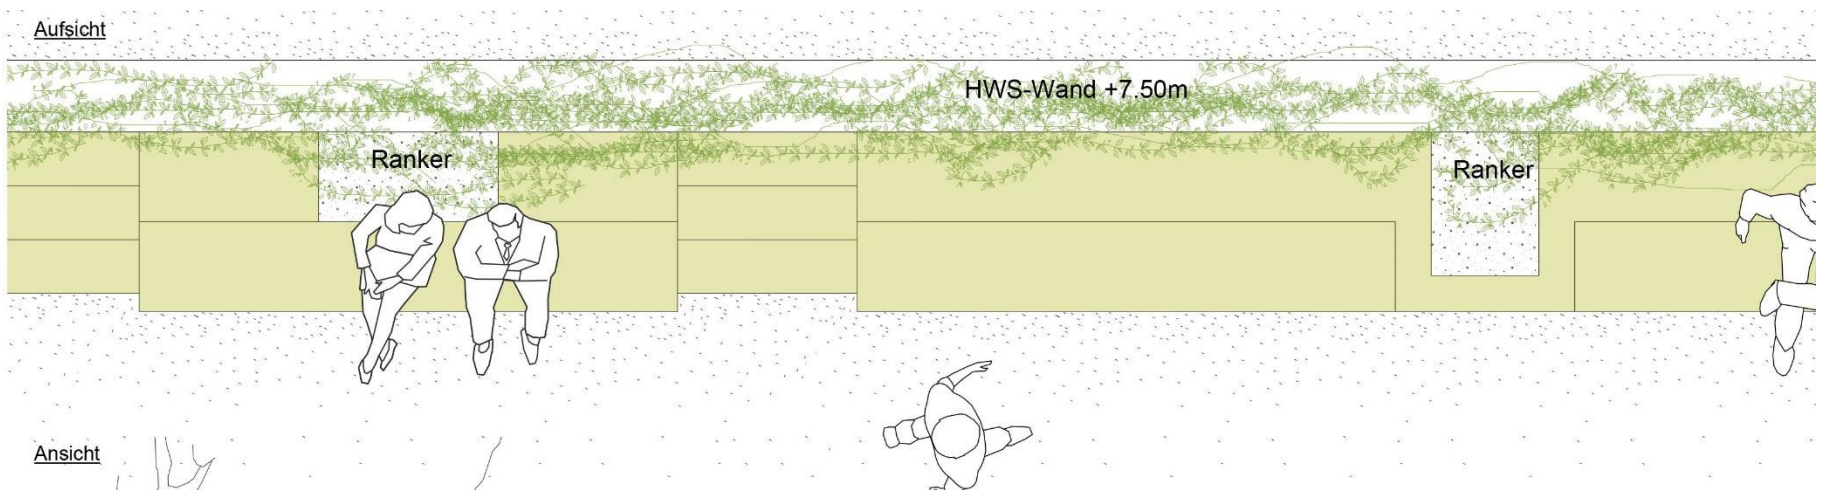 Aufsicht
HWS-Wand +7.50m
Ranker
Ranker
Ansicht